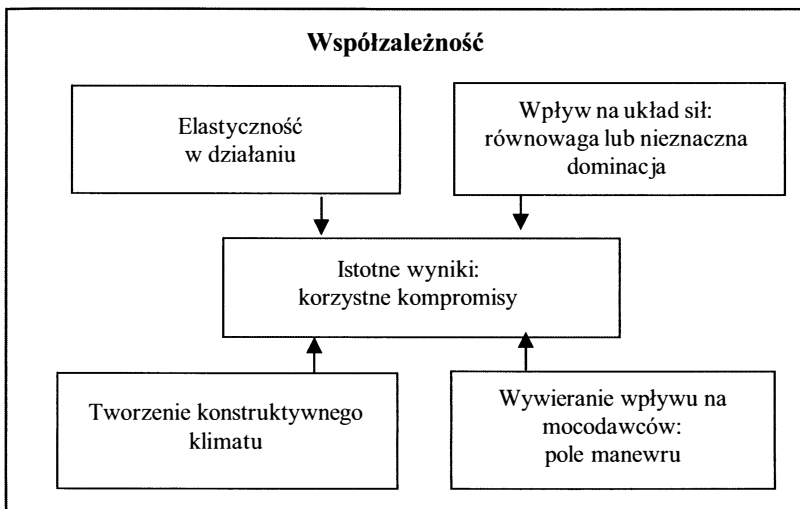 Współzależność
Elastyczność
w działaniu
Wpływ na układ sił:
równowaga lub nieznaczna
dominacja
Istotne wyniki:
korzystne kompromisy
Tworzenie konstruktywnego
klimatu
Wywieranie wpływu na
mocodawców:
pole manewru